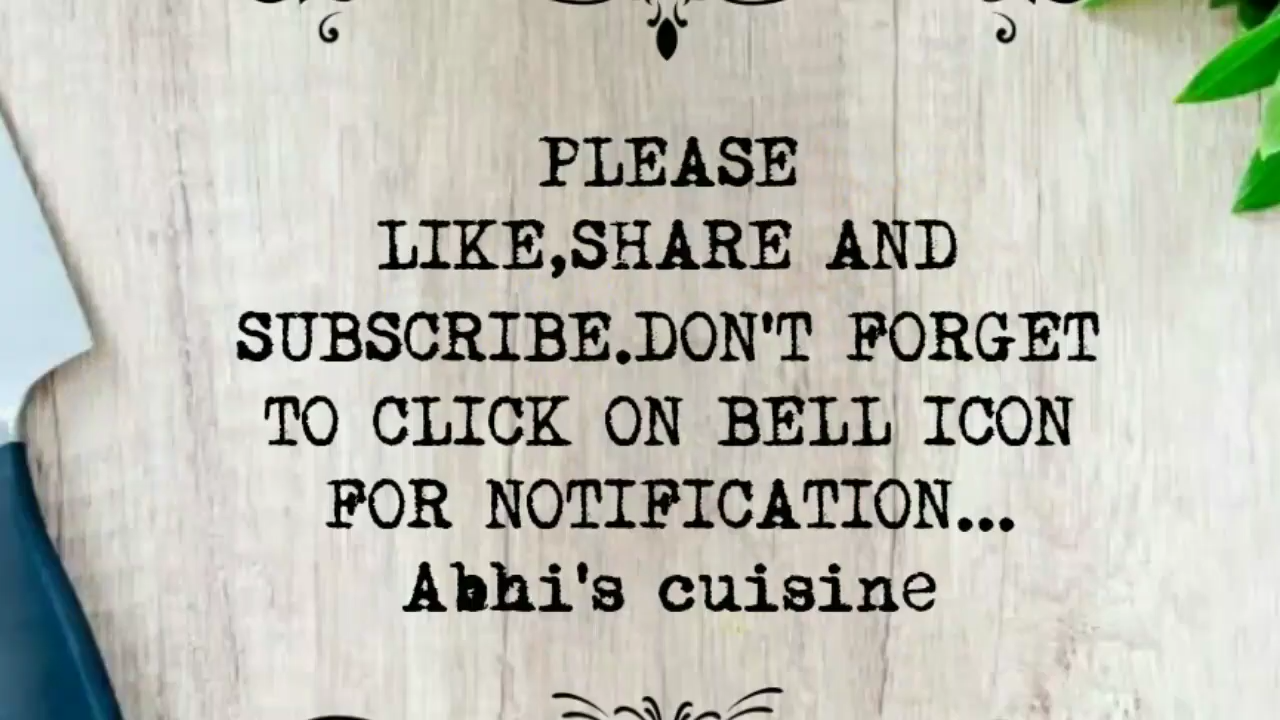 PLEASE
LIKE,SHARE AND
SUBSCRIBE.DON'T FORGET
TO CLICK ON BELL ICON
FOR NOTIFICATION...
Abhi's cuisine